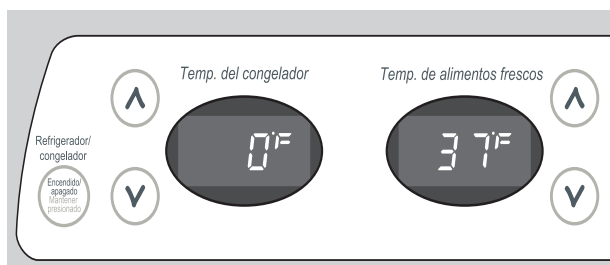 Temp. del congelador
Temp. de alimentos frescos
0°F
37°F
Refrigerador/
congelador
Encendido/
apagado
Mantener
presionado